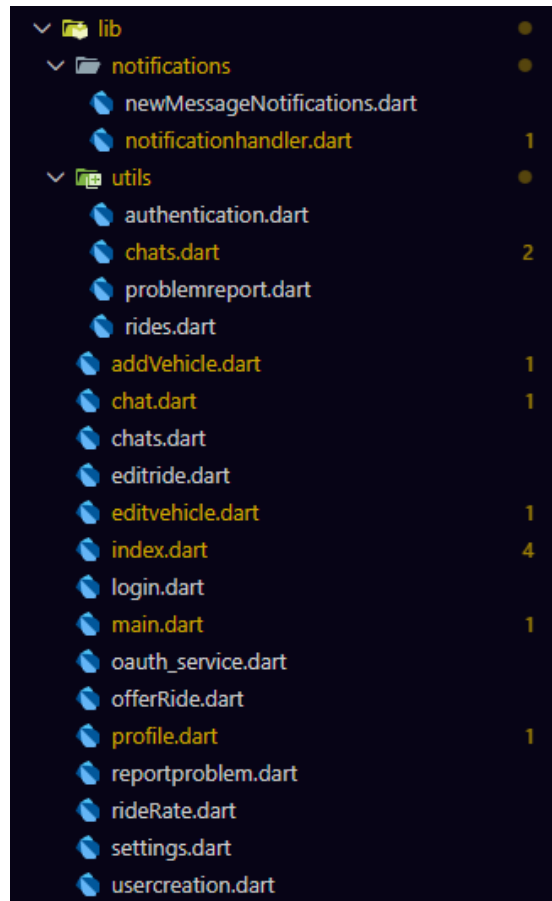 lib
notifications
newMessageNotifications.dart
notificationhandler.dart 1
utils
authentication.dart
chats.dart 2
problemreport.dart
rides.dart
addVehicle.dart 1
chat.dart 1
chats.dart
editride.dart
editvehicle.dart 1
index.dart 4
login.dart
main.dart 1
oauth_service.dart
offerRide.dart
profile.dart 1
reportproblem.dart
rideRate.dart
settings.dart
usercreation.dart